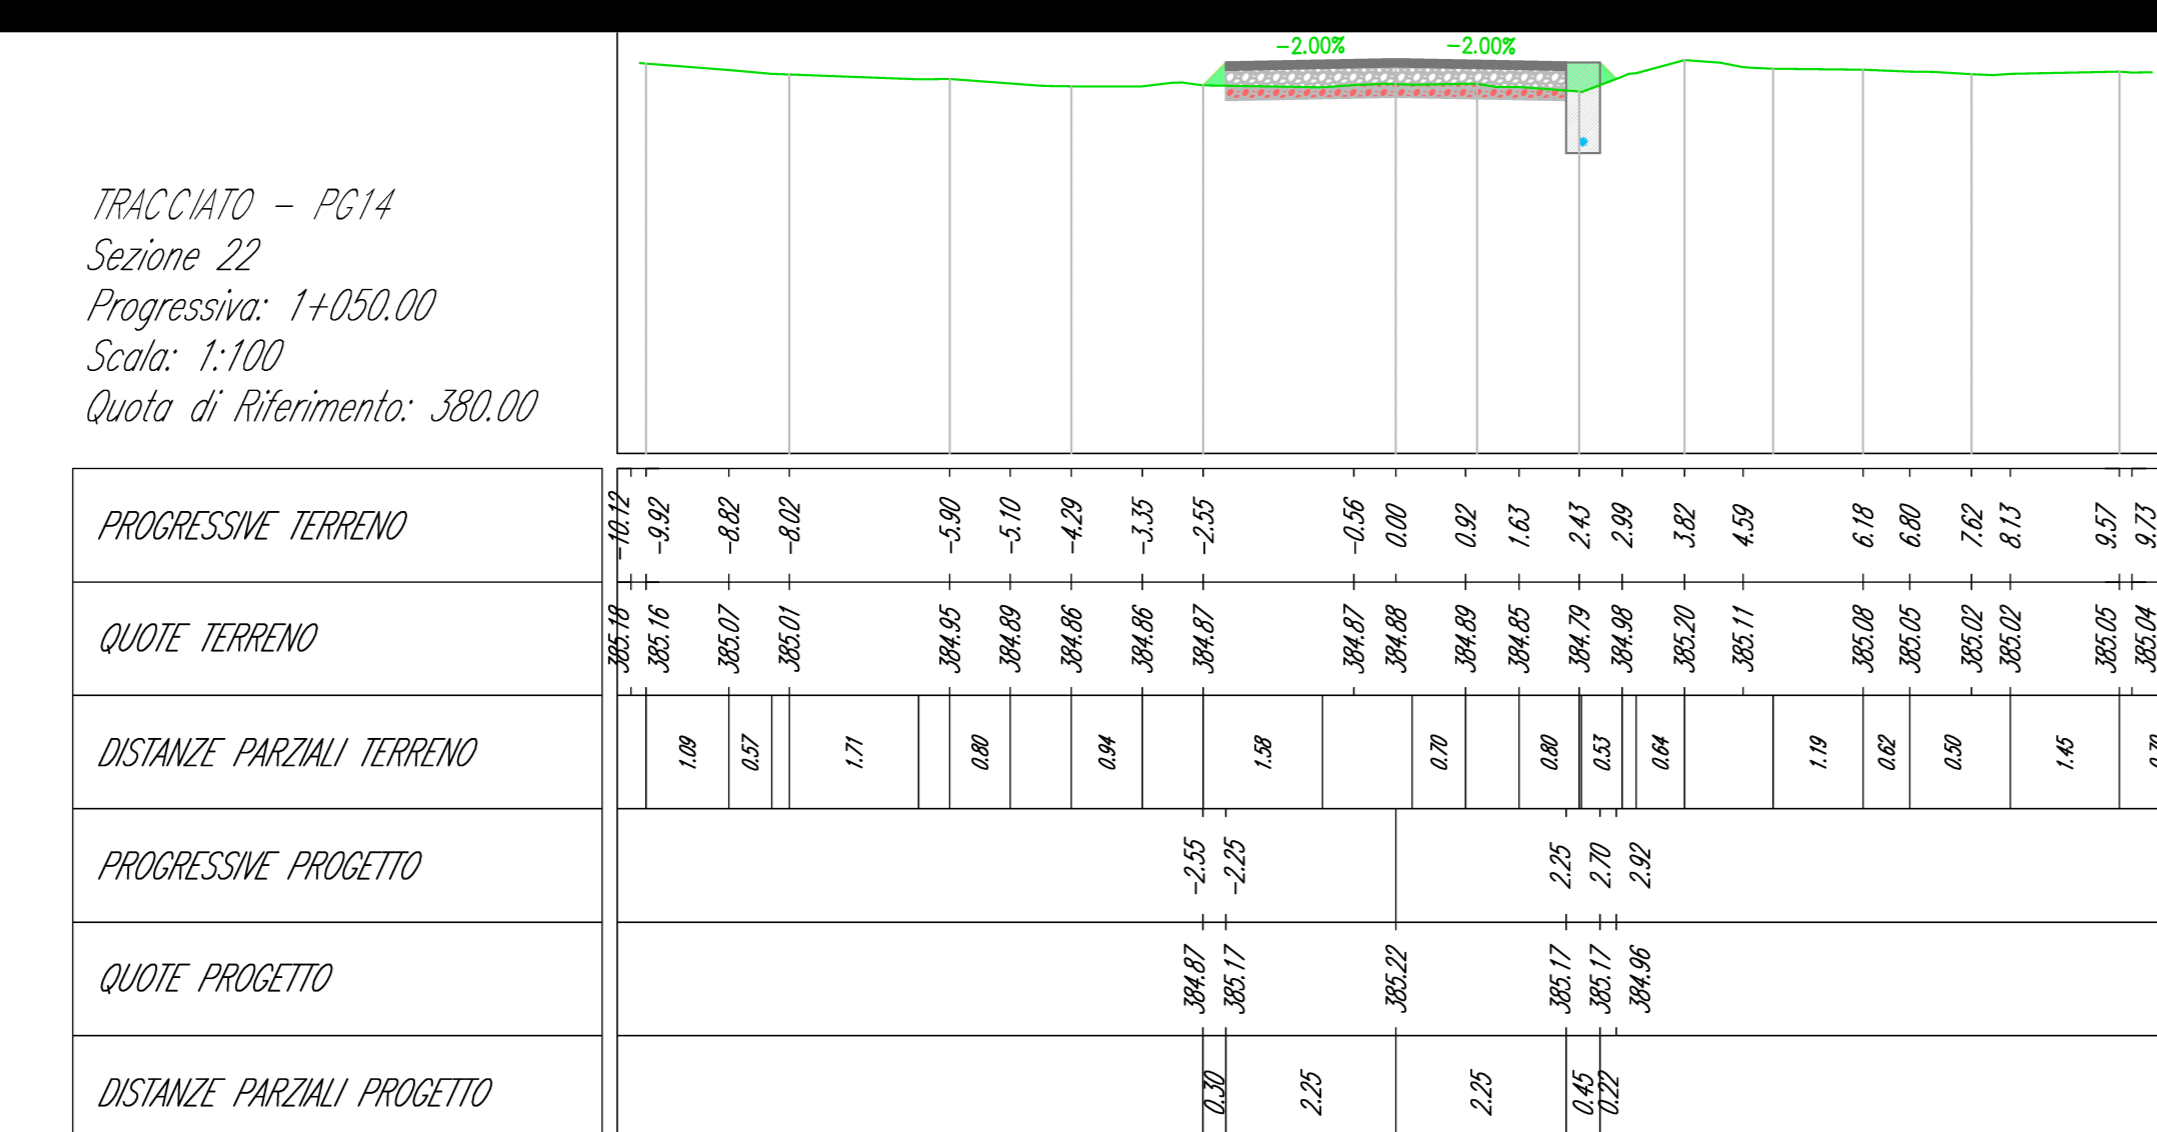 -2.00% -2.00%
TRACCIATO - PG14
Sezione 22
Progressiva: 1+050.00
Scala: 1:100
Quota di Riferimento: 380.00
PROGRESSIVE TERRENO -10.12 -9.92 -8.82 -8.02 -5.90 -5.10 -4.29 -3.35 -2.55 -0.56 0.00 0.92 1.63 2.43 2.99 3.82 4.59 6.18 6.80 7.62 8.13 9.57 9.73
QUOTE TERRENO 385.18 385.16 385.07 385.01 384.95 384.89 384.86 384.86 384.87 384.87 384.88 384.89 384.85 384.79 384.98 385.20 385.11 385.08 385.05 385.02 385.02 385.05 385.04
DISTANZE PARZIALI TERRENO 1.09 0.57 1.71 0.80 0.94 1.58 0.70 0.80 0.53 0.64 1.19 0.62 0.50 1.45
PROGRESSIVE PROGETTO -2.55 -2.25 2.25 2.70 2.92
QUOTE PROGETTO 384.87 385.17 385.22 385.17 385.17 384.96
DISTANZE PARZIALI PROGETTO 0.30 2.25 2.25 0.45 0.22